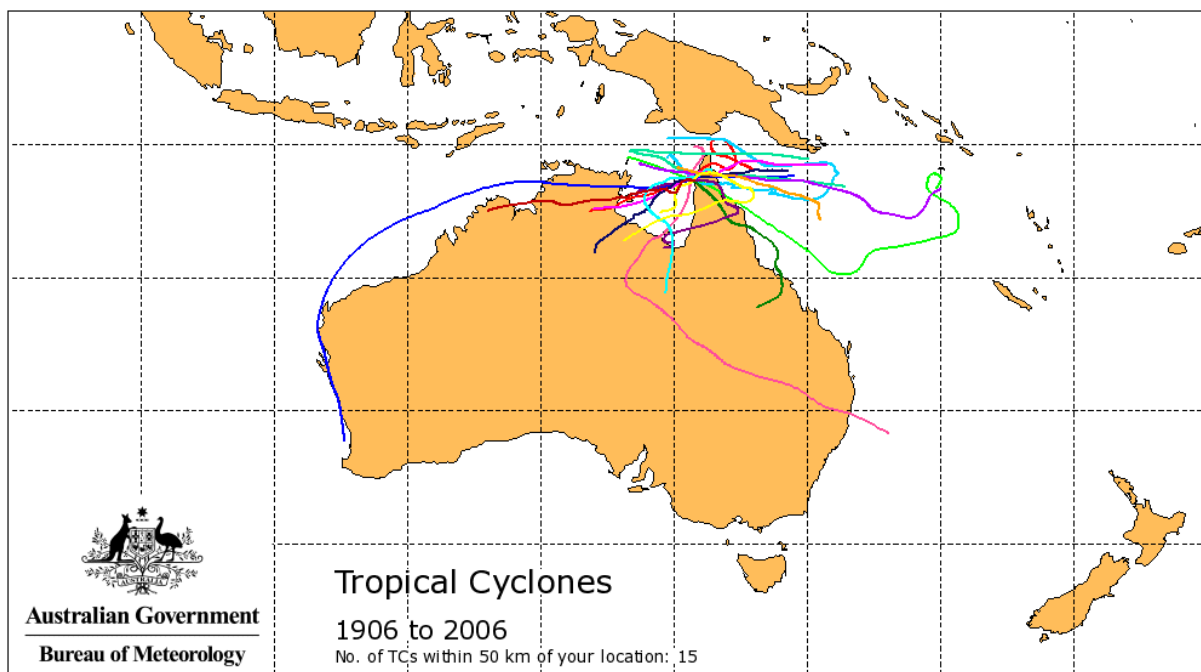 Tropical Cyclones
1906 to 2006
No. of TCs within 50 km of your location: 15
AUSTRALIA
Australian Government
Bureau of Meteorology